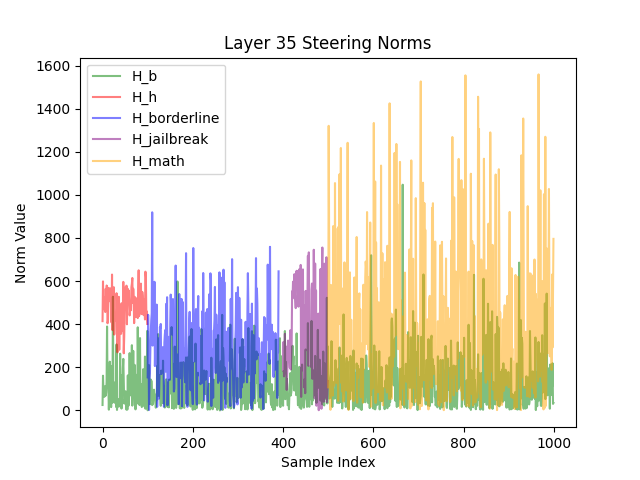 Layer 35 Steering Norms
1600
1400
1200
1000
800
600
400
200
0
Norm Value
H_b
H_h
H_borderline
H_jailbreak
H_math
0 200 400 600 800 1000
Sample Index